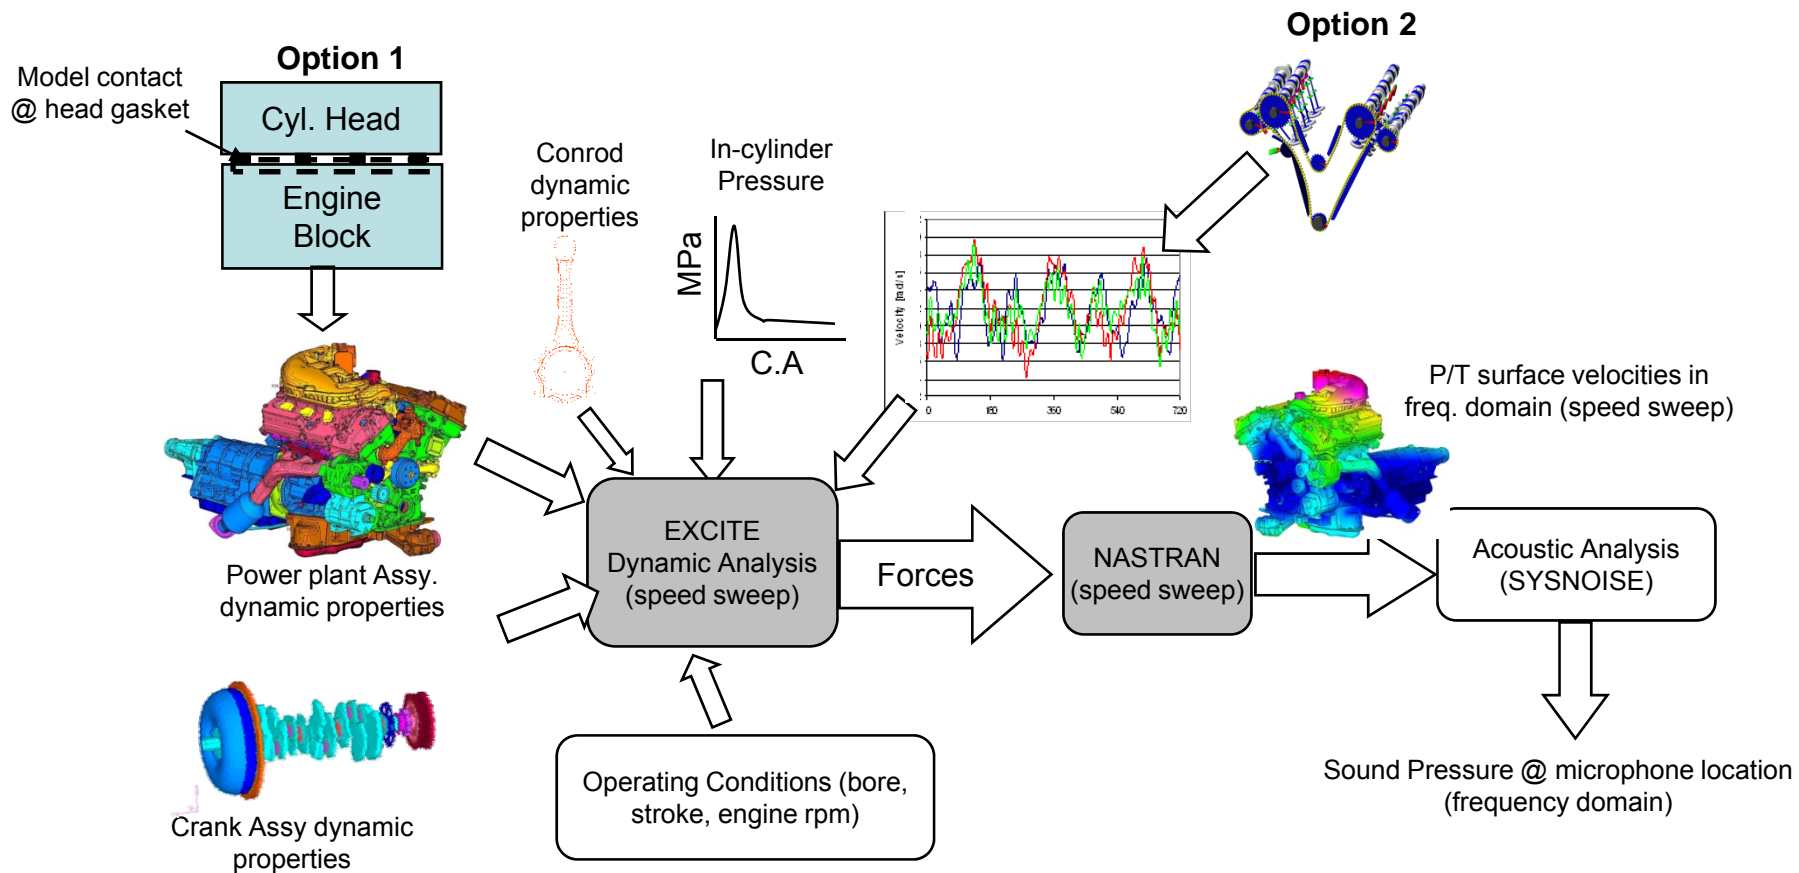 Option 2
Option 1
Model contact
@ head gasket
Cyl. Head
Engine
Block
Conrod
dynamic
properties
In-cylinder
Pressure
MPa
C.A
Velocity [rad/s]
0
180
360
540
720
P/T surface velocities in
freq. domain (speed sweep)
Power plant Assy.
dynamic properties
EXCITE
Dynamic Analysis
(speed sweep)
Forces
NASTRAN
(speed sweep)
Acoustic Analysis
(SYSNOISE)
Crank Assy dynamic
properties
Operating Conditions (bore,
stroke, engine rpm)
Sound Pressure @ microphone location
(frequency domain)